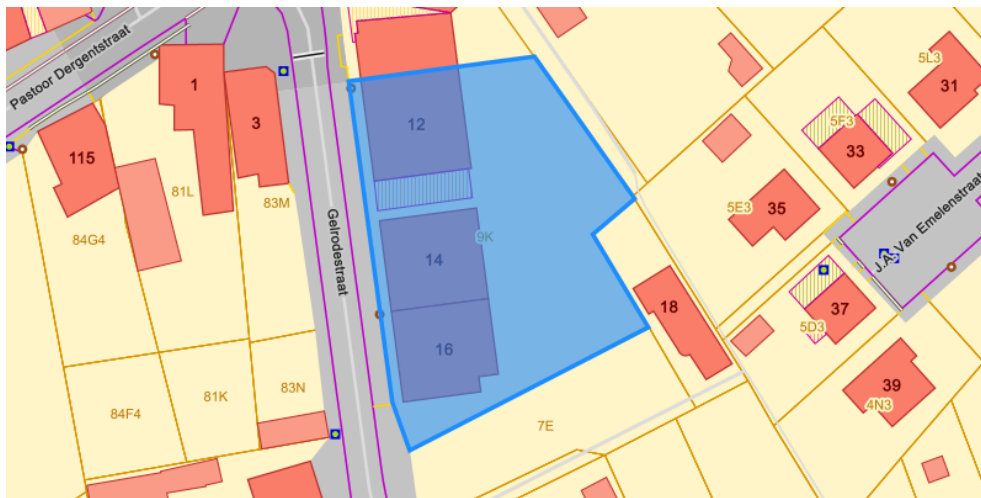 Pastoor Dergentstraat
1
3
115
81L
83M
84G4
84F4
81K
83N
Gelrodestraat
12
14
16
9K
7E
18
5L3
31
5F3
33
35
5E3
J.A. Van Emelenstraat
37
5D3
39
4N3